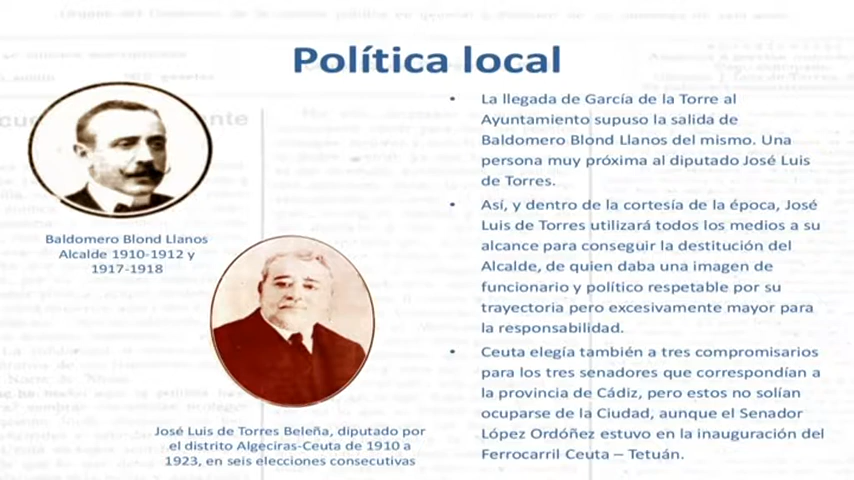 Política local
• La llegada de García de la Torre al
Ayuntamiento supuso la salida de
Baldomero Blond Llanos del mismo. Una
persona muy próxima al diputado José Luis
de Torres.
• Así, y dentro de la cortesía de la época, José
Luis de Torres utilizará todos los medios a su
alcance para conseguir la destitución del
Alcalde, de quien daba una imagen de
funcionario y político respetable por su
trayectoria pero excesivamente mayor para
la responsabilidad.
• Ceuta elegía también a tres compromisarios
para los tres senadores que correspondían a
la provincia de Cádiz, pero estos no solían
ocuparse de la Ciudad, aunque el Senador
López Ordóñez estuvo en la inauguración del
Ferrocarril Ceuta – Tetuán.
Baldomero Blond Llanos
Alcalde 1910-1912 y
1917-1918
José Luis de Torres Beleña, diputado por
el distrito Algeciras-Ceuta de 1910 a
1923, en seis elecciones consecutivas